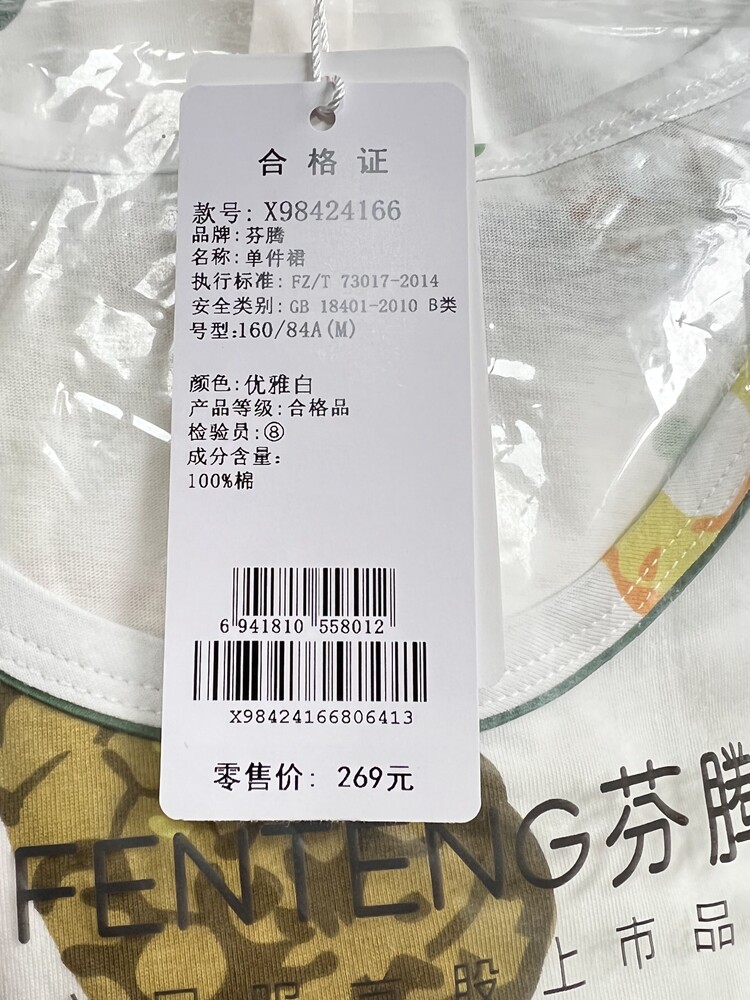 合格证
款号: X98424166
品牌:芬腾
名称:单件裙
执行标准: FZ/T 73017-2014
安全类别:GB 18401-2010 B类
号型:160/84A(M)
颜色:优雅白
产品等级:合格品
检验员:⑧
成分含量:
100%棉
6 941810 558012
X98424166806413
零售价: 269元
FENTENG芬腾
服首股上市品